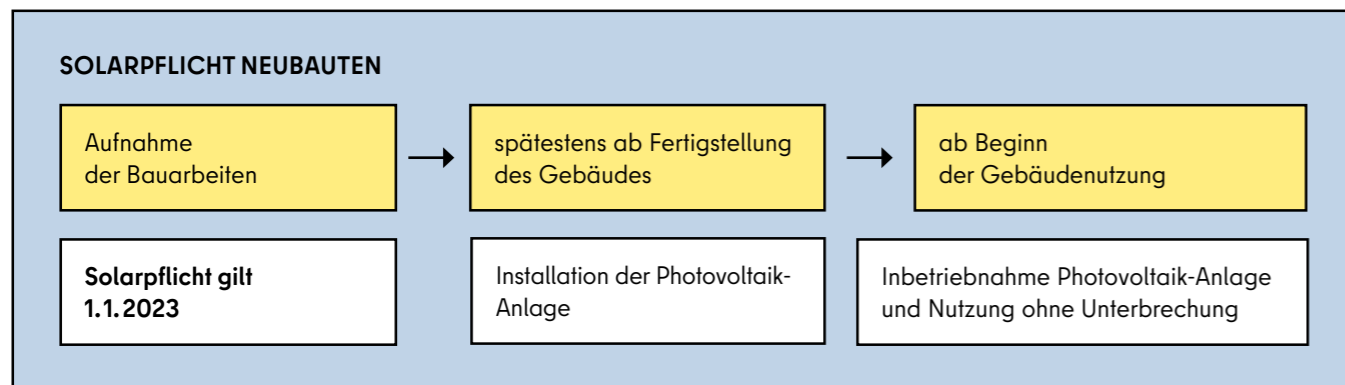 SOLARPFLICHT NEUBAUTEN
Aufnahme
der Bauarbeiten
spätestens ab Fertigstellung
des Gebäudes
ab Beginn
der Gebäudenutzung
Solarpflicht gilt
1.1.2023
Installation der Photovoltaik-
Anlage
Inbetriebnahme Photovoltaik-Anlage
und Nutzung ohne Unterbrechung